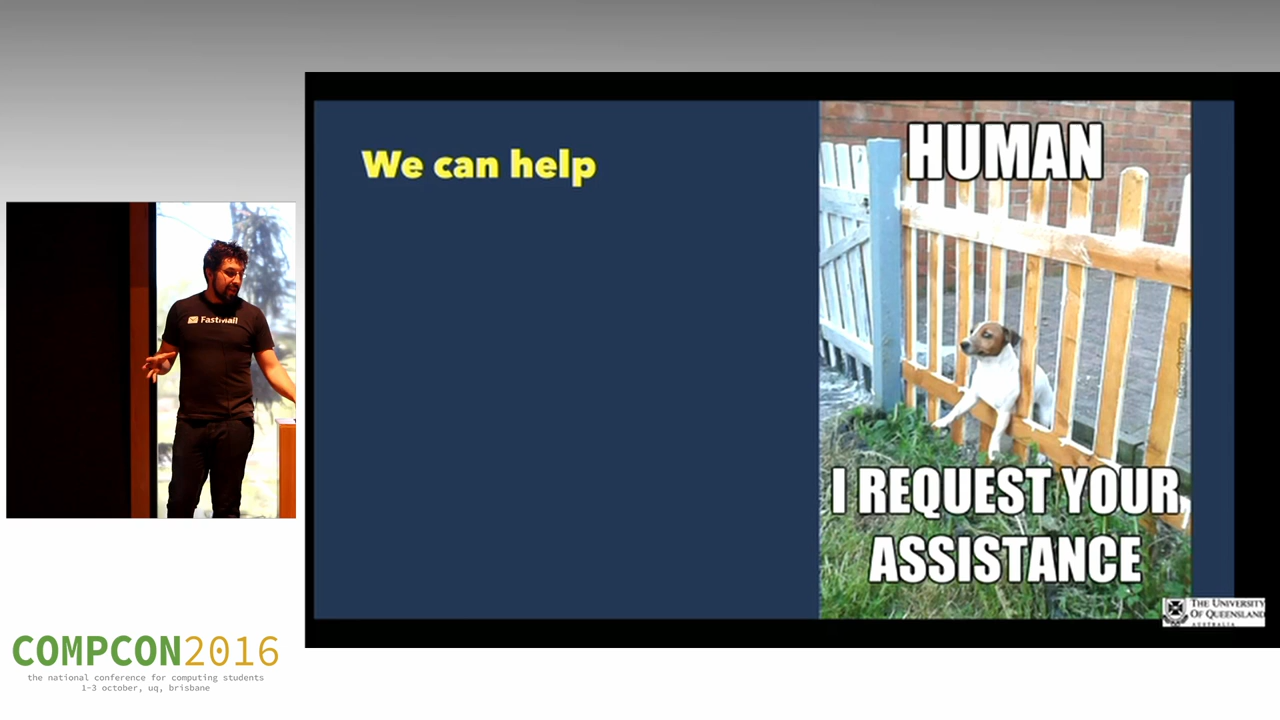 We can help
HUMAN
I REQUEST YOUR
ASSISTANCE
FastMail
THE UNIVERSITY
OF QUEENSLAND
AUSTRALIA
COMPCON2016
the national conference for computing students
1-3 october, uq, brisbane